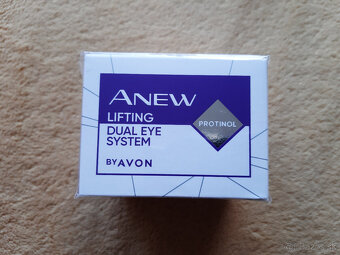 ANEW
LIFTING
DUAL EYE
SYSTEM
BY AVON
PROTINOL